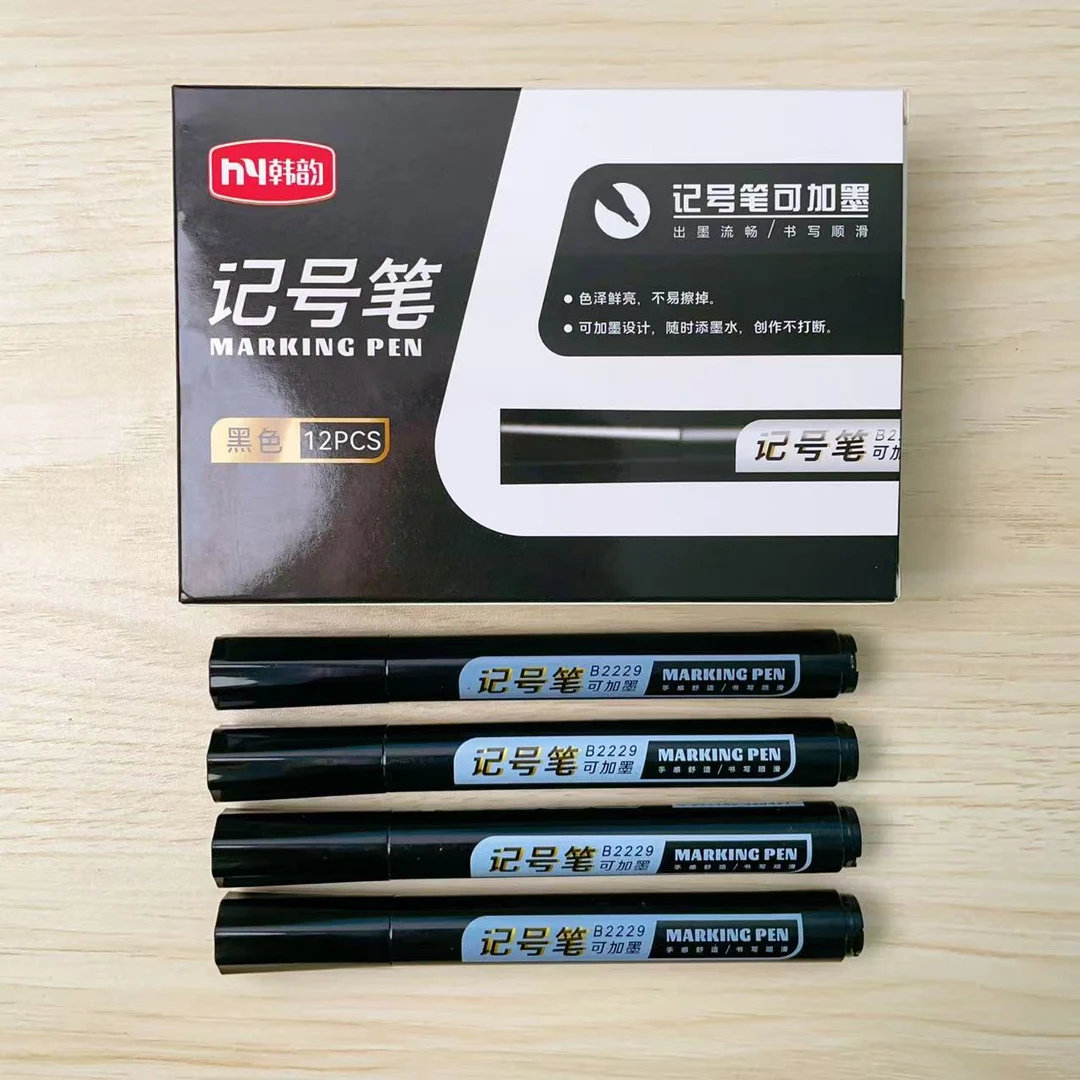 hy韩韵
记号笔
MARKING PEN
黑色 12PCS
记号笔可加墨
出墨流畅/书写顺滑
● 色泽鲜亮，不易擦掉。
● 可加墨设计，随时添墨水，创作不打断。
记号笔 B2
可加
记号笔 B2229 MARKING PEN
可加墨 手感舒适/书写顺滑
记号笔 B2229 MARKING PEN
可加墨 手感舒适/书写顺滑
记号笔 B2229 MARKING PEN
可加墨 手感舒适/书写顺滑
记号笔 B2229 MARKING PEN
可加墨 手感舒适/书写顺滑